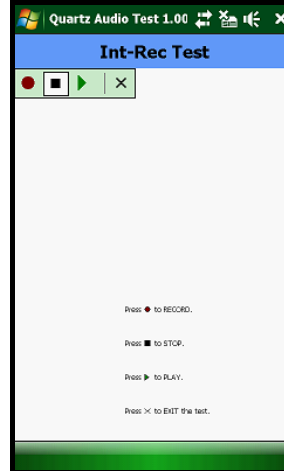 Quartz Audio Test 1.00
Int-Rec Test
Press to RECORD.
Press to STOP.
Press to PLAY.
Press to EXIT the test.